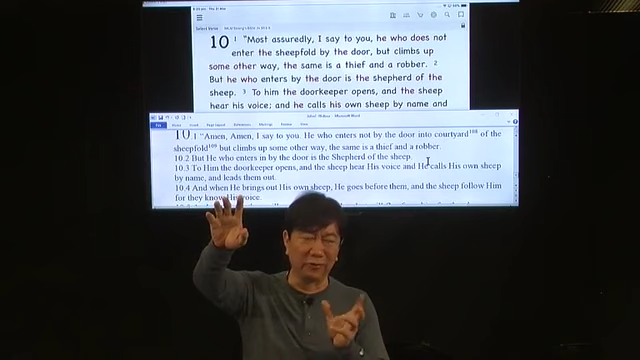 10 1 "Most assuredly, I say to you, he who does not
enter the sheepfold by the door, but climbs up
some other way, the same is a thief and a robber. 2
But he who enters by the door is the shepherd of the
sheep. 3 To him the doorkeeper opens, and the sheep
hear his voice; and he calls his own sheep by name and
10.1 "Amen, Amen, I say to you. He who enters not by the door into courtyard108 of the
sheepfold109 but climbs up some other way, the same is a thief and a robber.
10.2 But He who enters in by the door is the Shepherd of the sheep.
10.3 To Him the doorkeeper opens, and the sheep hear His voice and He calls His own sheep
by name, and leads them out.
10.4 And when He brings out His own sheep, He goes before them, and the sheep follow Him
for they know His voice.